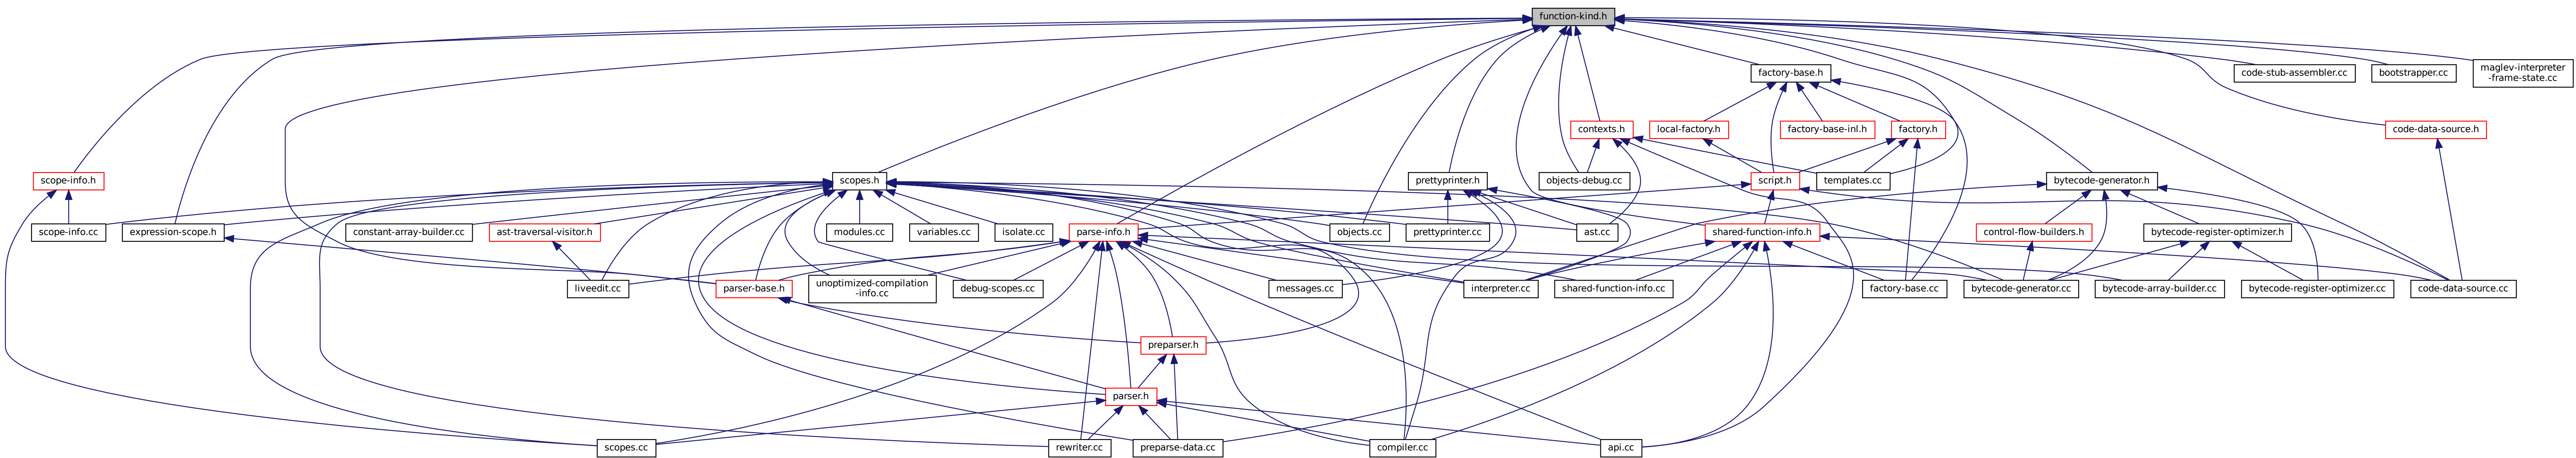 function-kind.h
factory-base.h
code-stub-assembler.cc
bootstrapper.cc
maglev-interpreter
-frame-state.cc
contexts.h
local-factory.h
factory-base-inl.h
factory.h
code-data-source.h
scope-info.h
scopes.h
prettyprinter.h
objects-debug.cc
script.h
templates.cc
bytecode-generator.h
scope-info.cc
expression-scope.h
constant-array-builder.cc
ast-traversal-visitor.h
modules.cc
variables.cc
isolate.cc
parse-info.h
objects.cc
prettyprinter.cc
ast.cc
shared-function-info.h
control-flow-builders.h
bytecode-register-optimizer.h
liveedit.cc
parser-base.h
unoptimized-compilation
-info.cc
debug-scopes.cc
messages.cc
interpreter.cc
shared-function-info.cc
factory-base.cc
bytecode-generator.cc
bytecode-array-builder.cc
bytecode-register-optimizer.cc
code-data-source.cc
preparser.h
parser.h
scopes.cc
rewriter.cc
preparse-data.cc
compiler.cc
api.cc